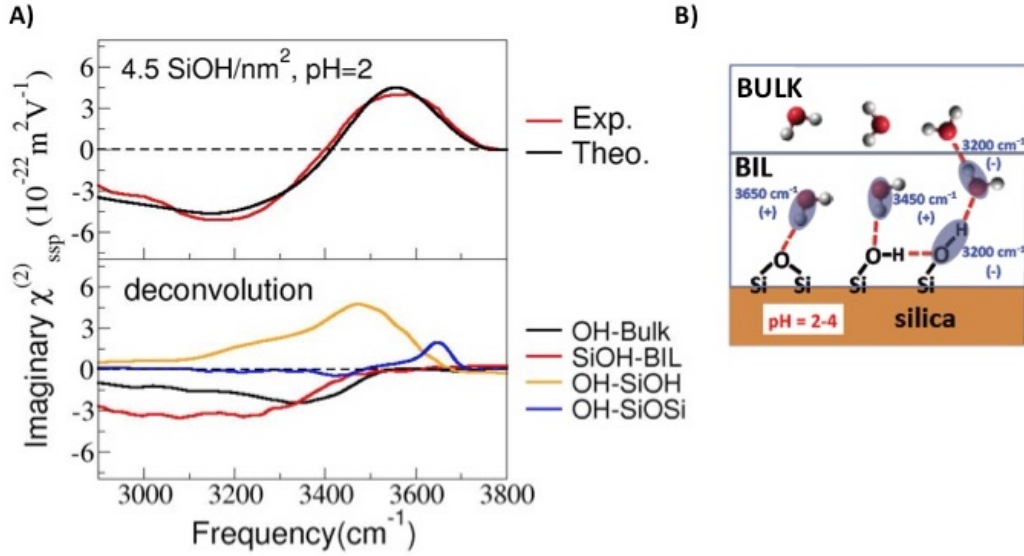 A)
4.5 SiOH/nm², pH=2
6
3
0
-3
-6
Exp.
Theo.
Imaginary χ⁽²⁾ssp (10⁻²² m² V⁻¹)
deconvolution
6
3
0
-3
-6
OH-Bulk
SiOH-BIL
OH-SiOH
OH-SiOSi
3000 3200 3400 3600 3800
Frequency(cm⁻¹)
B)
BULK
3200 cm⁻¹
(-)
BIL
3650 cm⁻¹
(+)
3450 cm⁻¹
(+)
H
O O-H O
3200 cm⁻¹
(-)
Si Si Si Si
pH = 2-4
silica